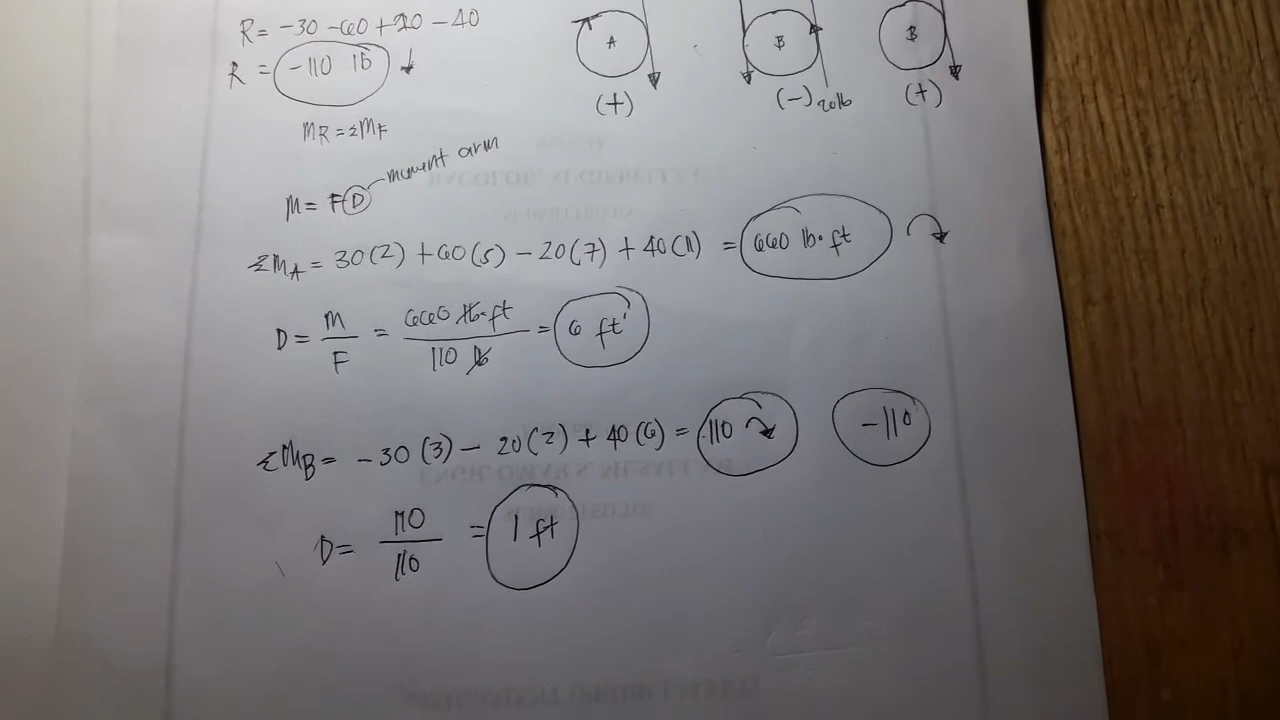 R = -30 -60 +20 -40
R = -110 lb
A
B
B
(+)
(-) 20lb
(+)
MR = ΣMF
M = FD moment arm
ΣMA = 30(2) + 60(5) - 20(7) + 40(11) = 660 lb·ft
D = M/F = 660 lb·ft / 110 lb = 6 ft
ΣMB = -30(3) - 20(2) + 40(6) = 110
-110
D = 110/110 = 1 ft